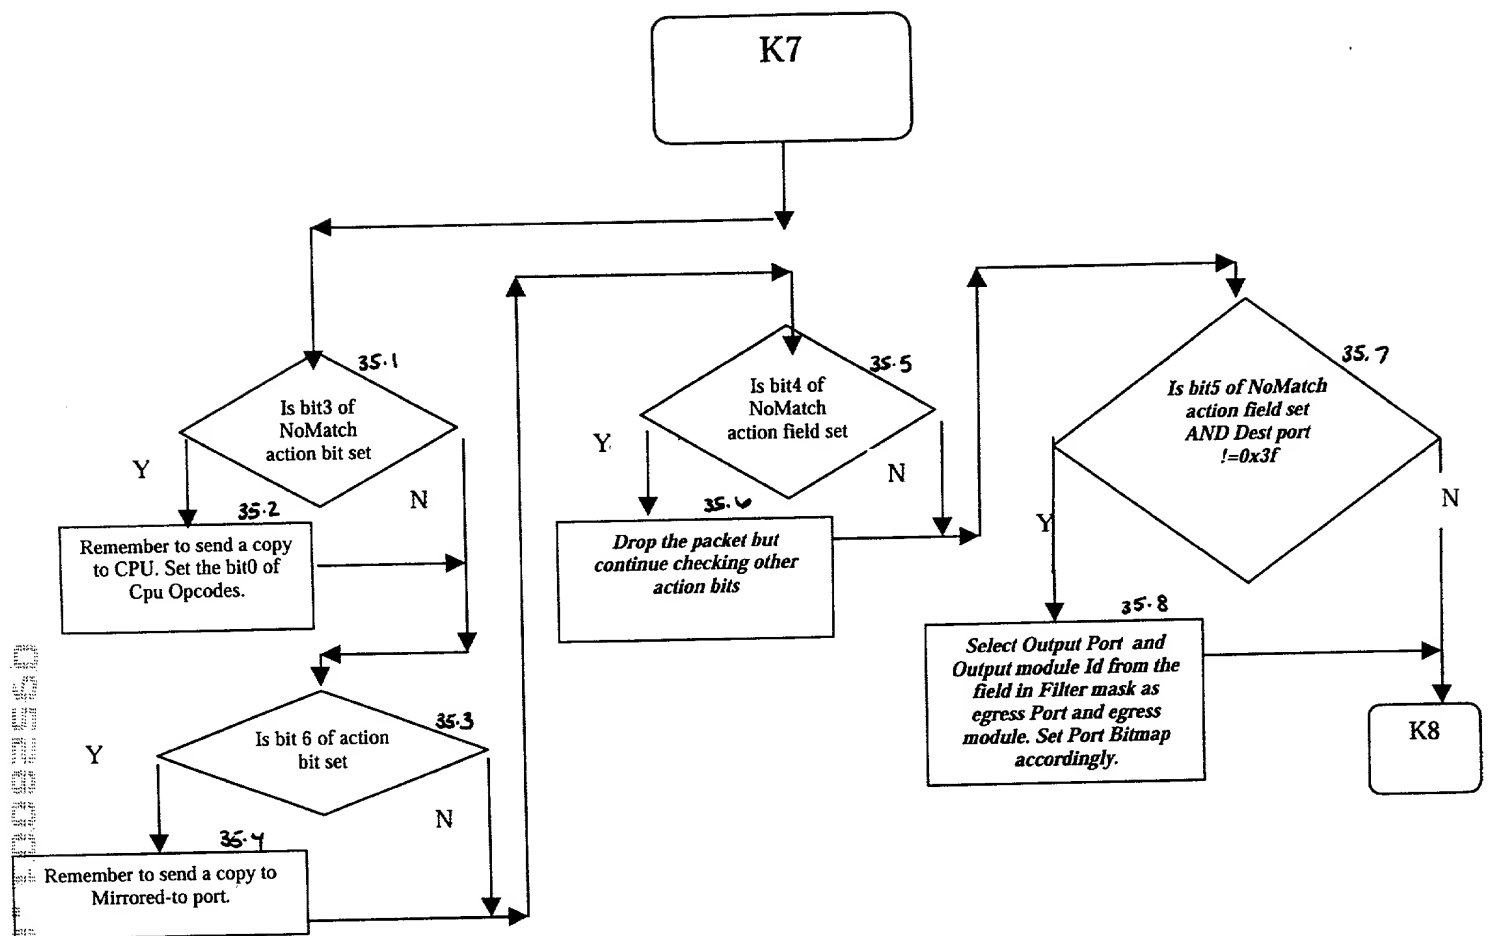 K7
35.1
Is bit3 of
NoMatch
action bit set
Y
N
35.2
Remember to send a copy
to CPU. Set the bit0 of
Cpu Opcodes.
35.3
Is bit 6 of action
bit set
Y
N
35.4
Remember to send a copy to
Mirrored-to port.
35.5
Is bit4 of
NoMatch
action field set
Y
N
35.6
Drop the packet but
continue checking other
action bits
35.7
Is bit5 of NoMatch
action field set
AND Dest port
!=0x3f
Y
N
35.8
Select Output Port and
Output module Id from the
field in Filter mask as
egress Port and egress
module. Set Port Bitmap
accordingly.
K8